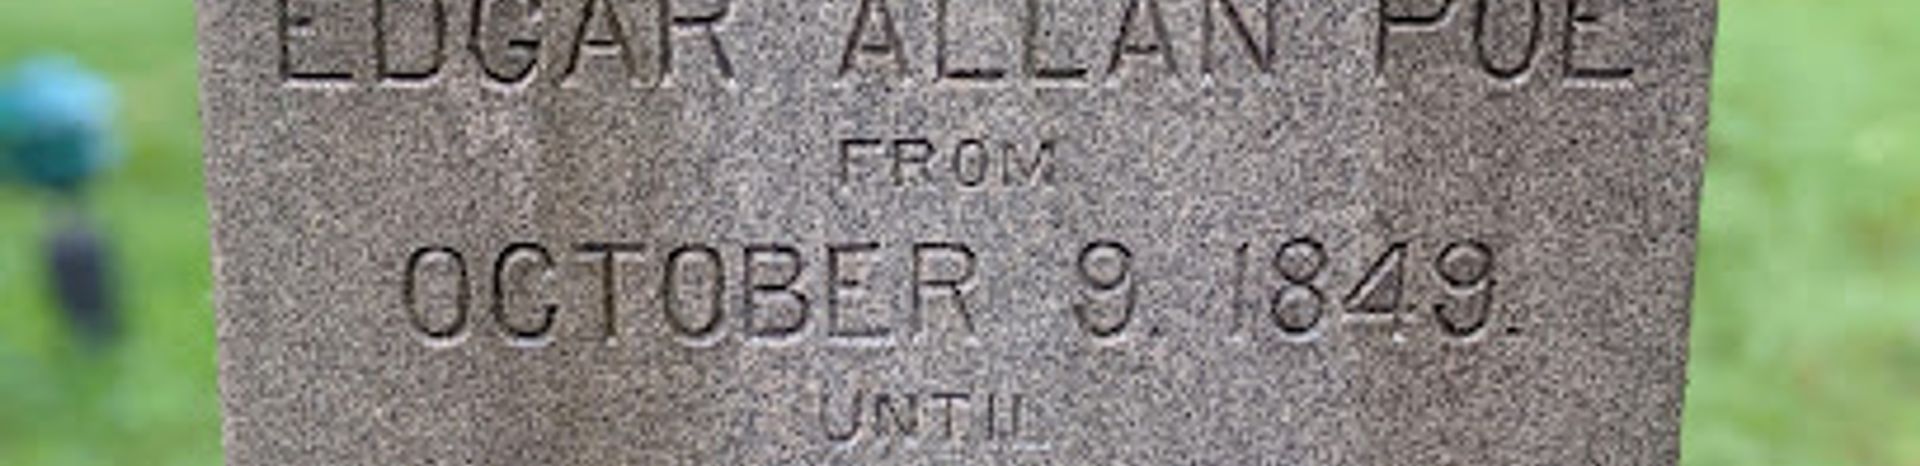 EDGAR ALLAN POE
FROM
OCTOBER 9. 1849.
UNTIL